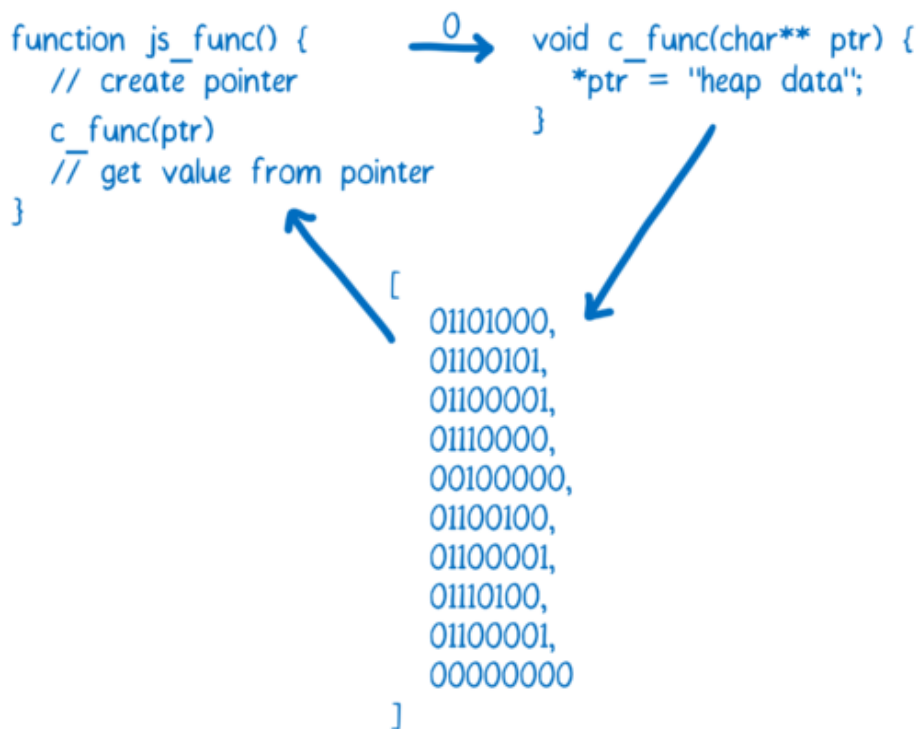 function js_func() {
// create pointer
c_func(ptr)
// get value from pointer
}
0
void c_func(char** ptr) {
*ptr = "heap data";
}
[
01101000,
01100101,
01100001,
01110000,
00100000,
01100100,
01100001,
01110100,
01100001,
00000000
]